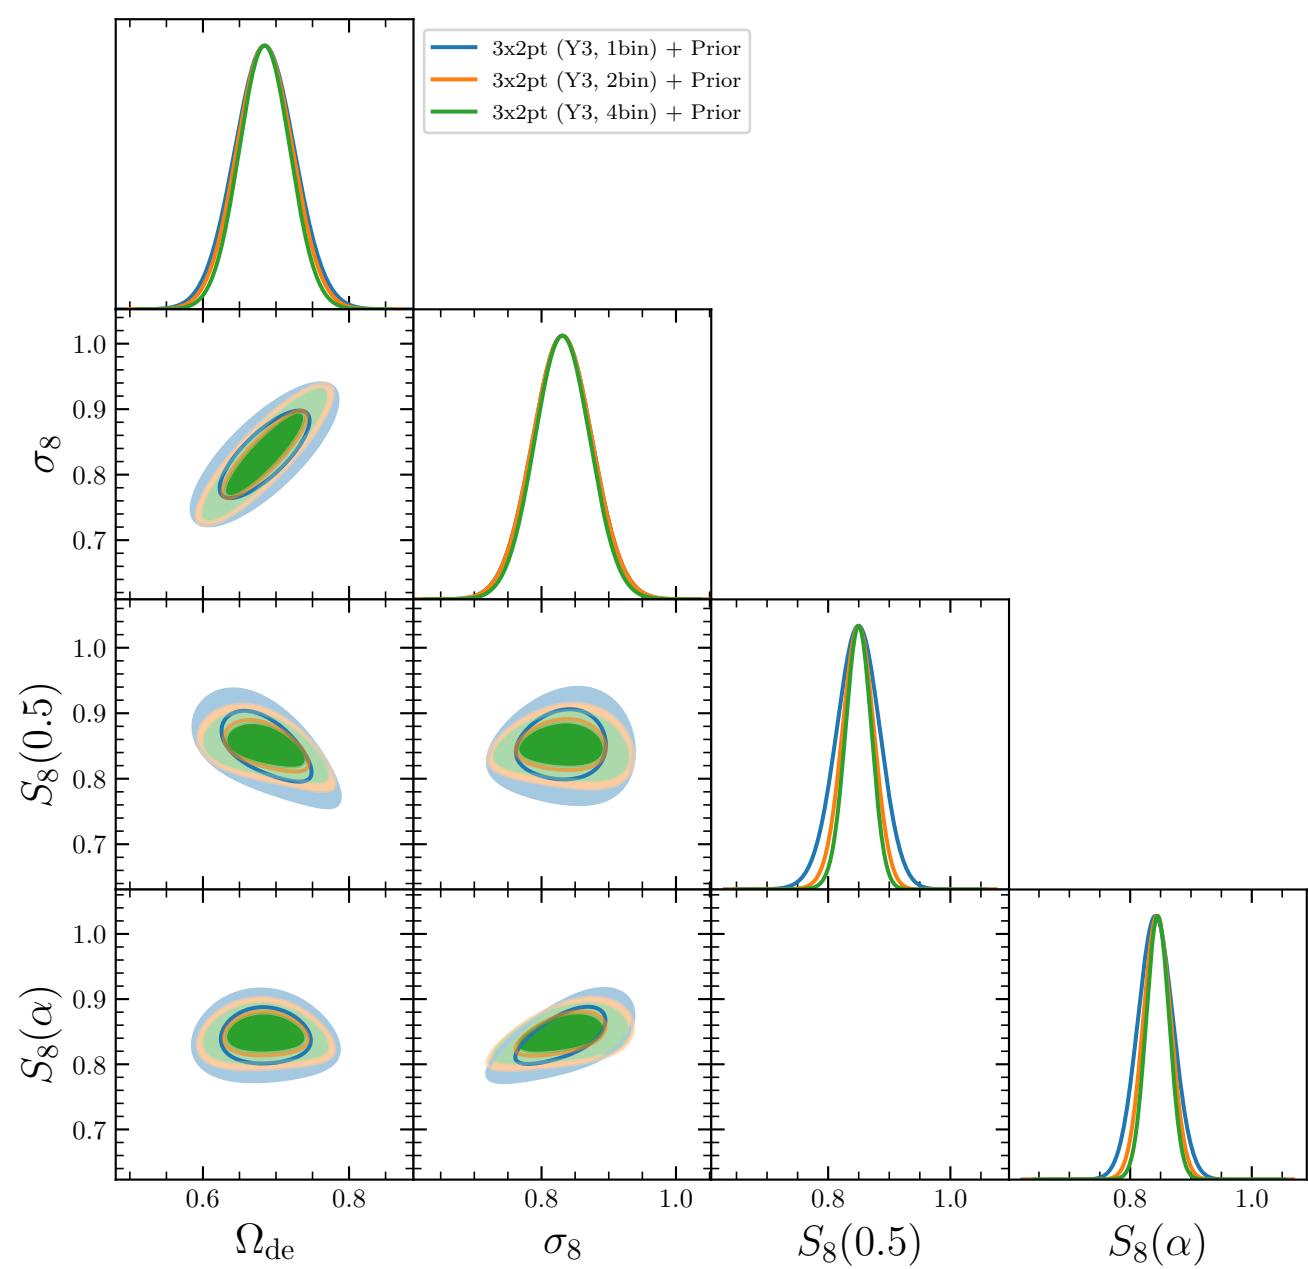 3x2pt (Y3, 1bin) + Prior
3x2pt (Y3, 2bin) + Prior
3x2pt (Y3, 4bin) + Prior
1.0
0.9
0.8
0.7
σ8
1.0
0.9
0.8
0.7
S8(0.5)
1.0
0.9
0.8
0.7
S8(α)
0.6 0.8 0.8 1.0 0.8 1.0 0.8 1.0
Ωde σ8 S8(0.5) S8(α)